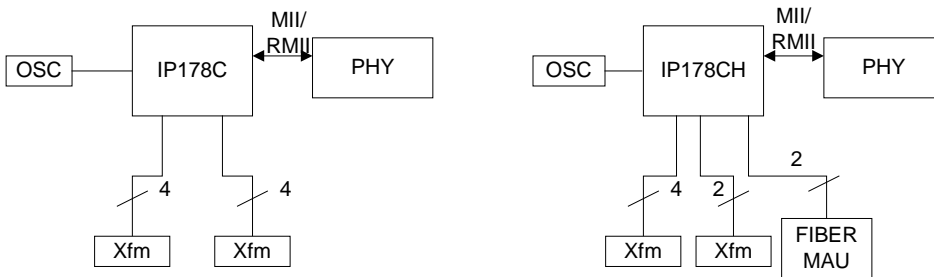 MII/
RMII
OSC
IP178C
PHY
4
4
Xfm
Xfm
MII/
RMII
OSC
IP178CH
PHY
4
2
2
Xfm
Xfm
FIBER
MAU